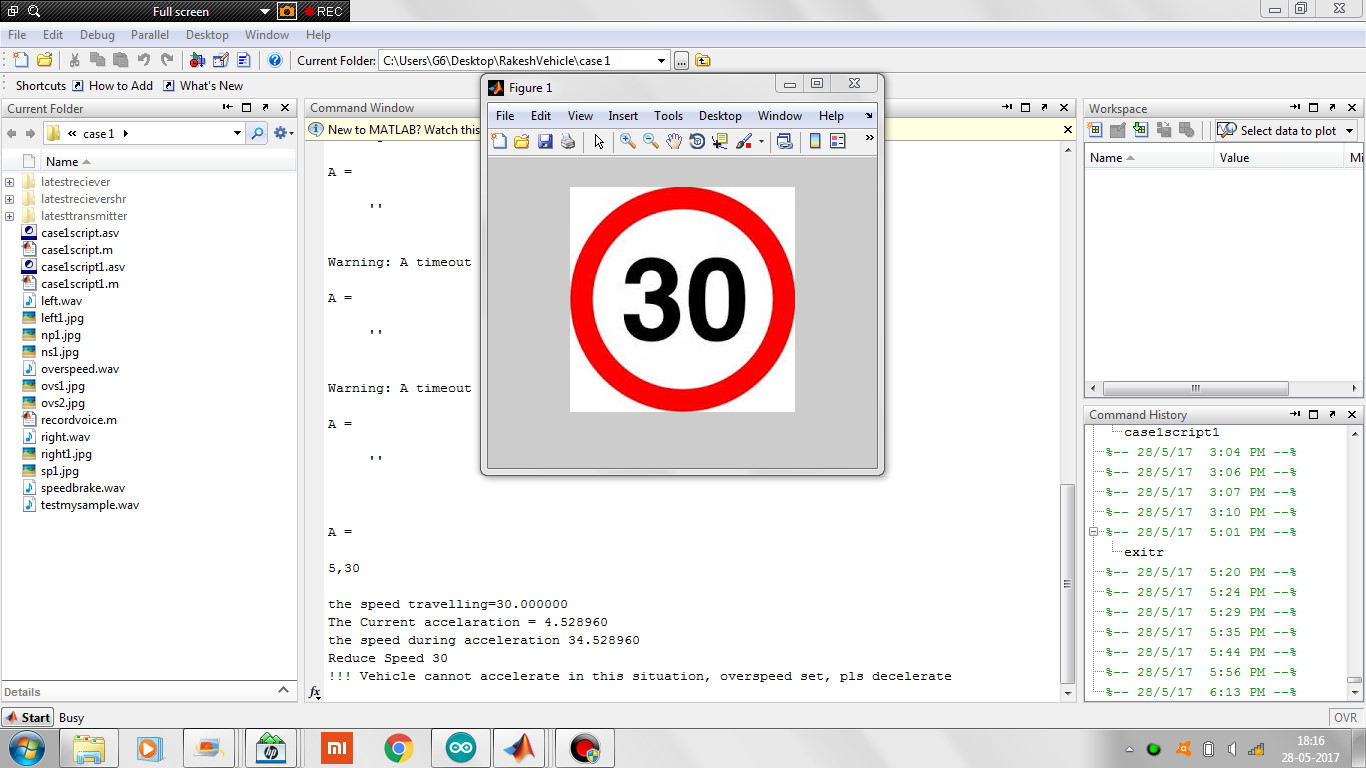 Full screen
REC
File Edit Debug Parallel Desktop Window Help
Current Folder: C:\Users\G6\Desktop\RakeshVehicle\case 1
Shortcuts How to Add What's New
Current Folder
« case 1
Name
latestreciever
latestrecievershr
latesttransmitter
case1script.asv
case1script.m
case1script1.asv
case1script1.m
left.wav
left1.jpg
np1.jpg
ns1.jpg
overspeed.wav
ovs1.jpg
ovs2.jpg
recordvoice.m
right.wav
right1.jpg
sp1.jpg
speedbrake.wav
testmysample.wav
Details
Command Window
New to MATLAB? Watch this
A =
''
Warning: A timeout
A =
''
Warning: A timeout
A =
''
A =
5,30
the speed travelling=30.000000
The Current accelaration = 4.528960
the speed during acceleration 34.528960
Reduce Speed 30
!!! Vehicle cannot accelerate in this situation, overspeed set, pls decelerate
fx
Figure 1
File Edit View Insert Tools Desktop Window Help
30
Workspace
Select data to plot
Name Value Mi
Command History
case1script1
%-- 28/5/17 3:04 PM --%
%-- 28/5/17 3:06 PM --%
%-- 28/5/17 3:07 PM --%
%-- 28/5/17 3:10 PM --%
%-- 28/5/17 5:01 PM --%
exitr
%-- 28/5/17 5:20 PM --%
%-- 28/5/17 5:24 PM --%
%-- 28/5/17 5:29 PM --%
%-- 28/5/17 5:35 PM --%
%-- 28/5/17 5:44 PM --%
%-- 28/5/17 5:56 PM --%
%-- 28/5/17 6:13 PM --%
Start Busy
OVR
hp
mi
18:16
28-05-2017